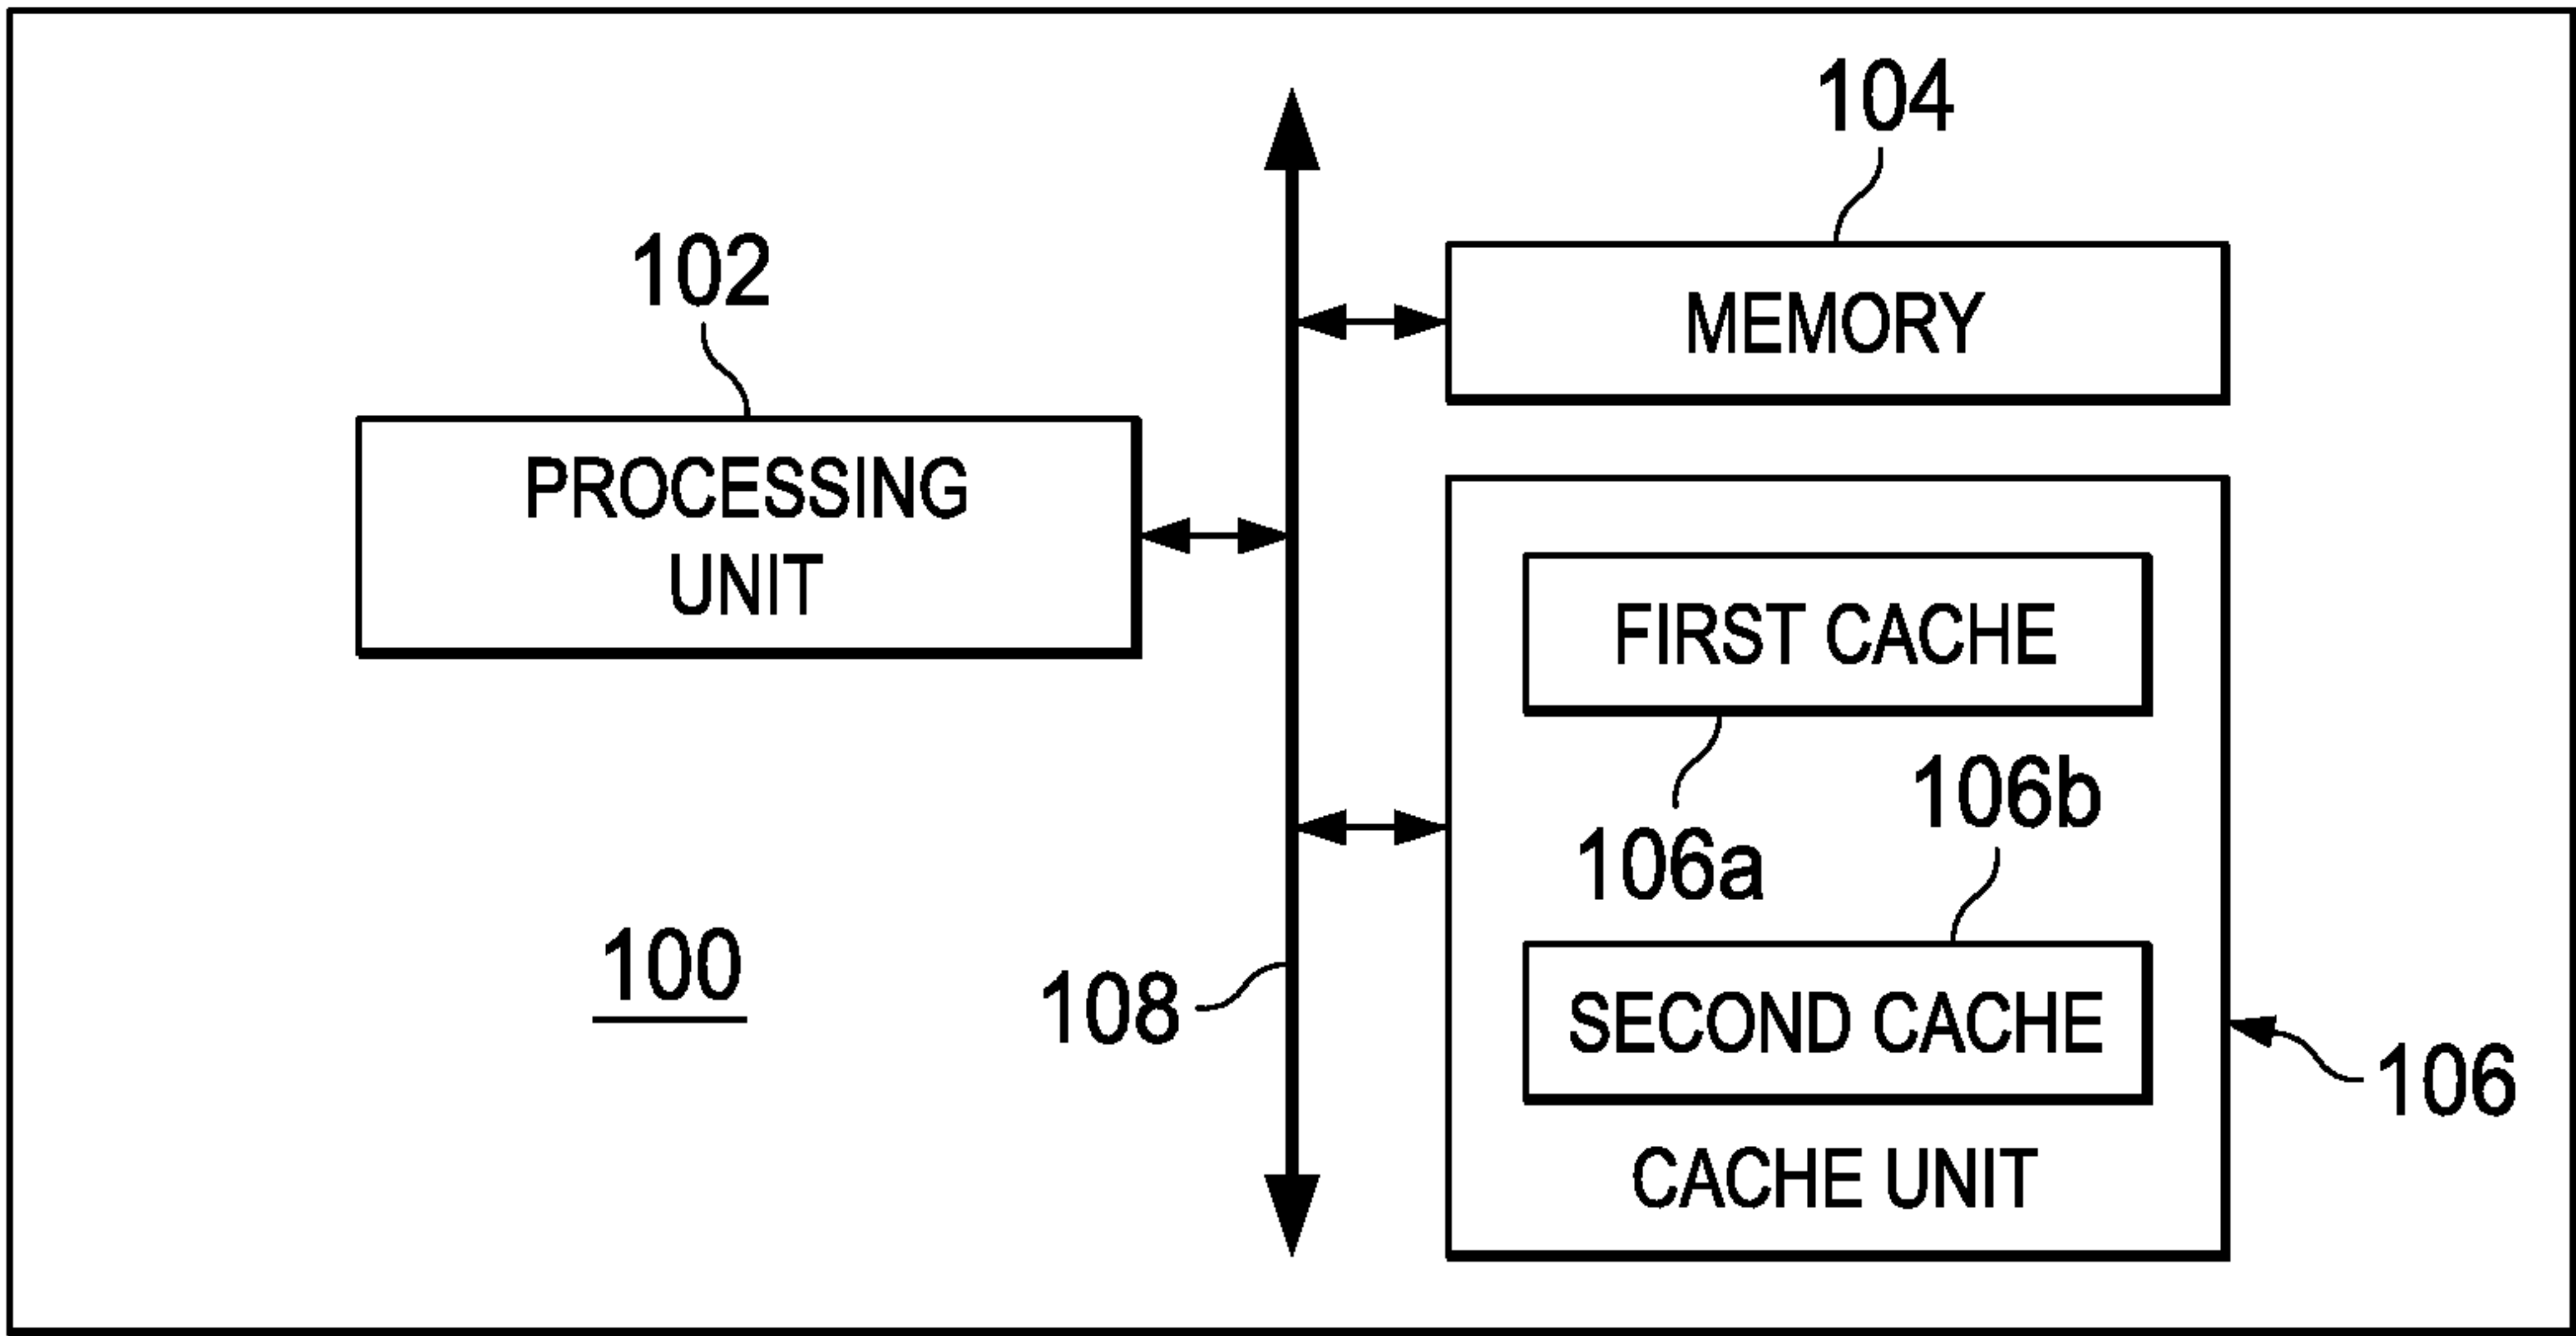 104
MEMORY
102
PROCESSING
UNIT
FIRST CACHE
106a
106b
SECOND CACHE
CACHE UNIT
106
108
100